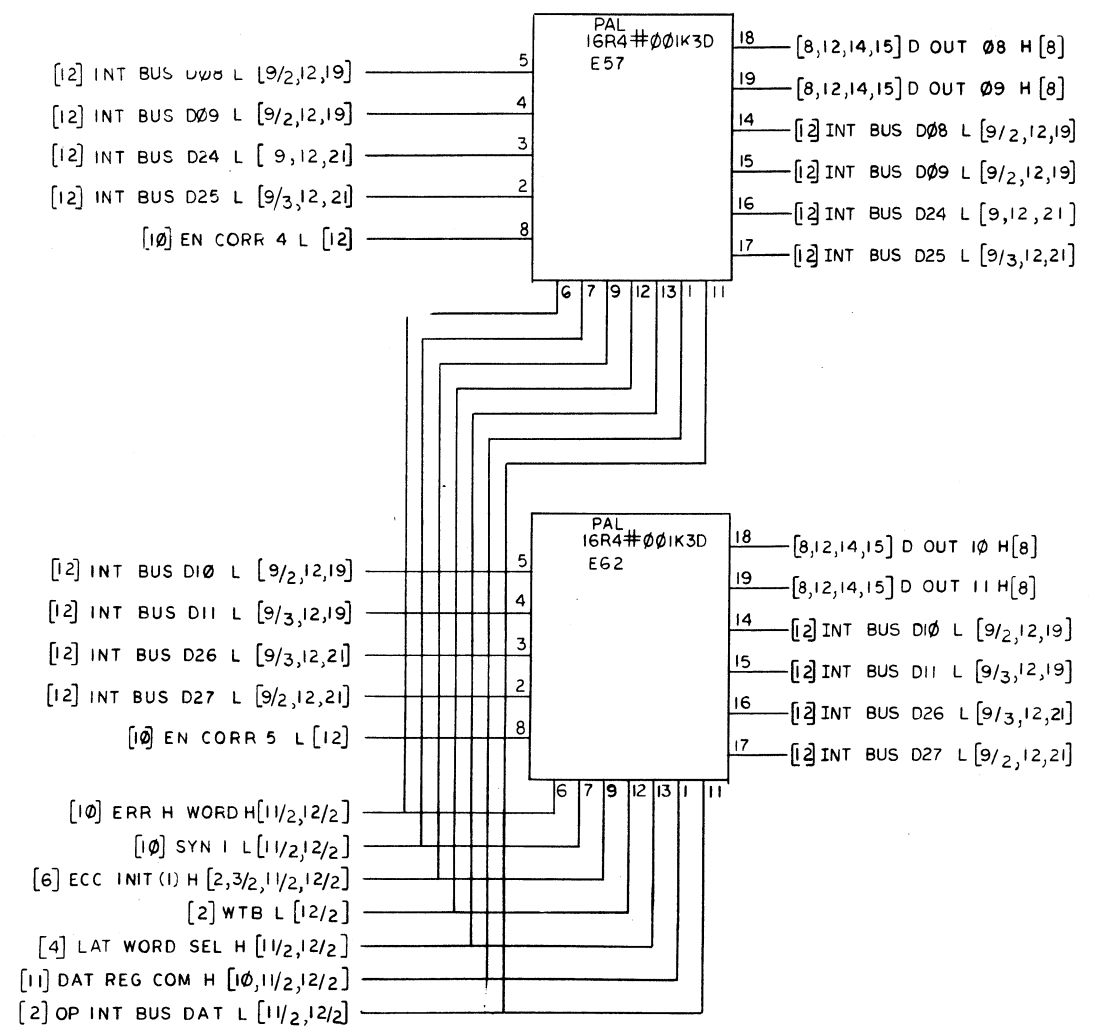 PAL
16R4#ØØ1K3D
E57
[12] INT BUS D08 L [9/2,12,19] 5
[12] INT BUS DØ9 L [9/2,12,19] 4
[12] INT BUS D24 L [ 9,12,21] 3
[12] INT BUS D25 L [9/3,12,21] 2
[1Ø] EN CORR 4 L [12] 8
18 [8,12,14,15] D OUT Ø8 H [8]
19 [8,12,14,15] D OUT Ø9 H [8]
14 [12] INT BUS DØ8 L [9/2,12,19]
15 [12] INT BUS DØ9 L [9/2,12,19]
16 [12] INT BUS D24 L [9,12,21]
17 [12] INT BUS D25 L [9/3,12,21]
6 7 9 12 13 1 11
PAL
16R4#ØØ1K3D
E62
[12] INT BUS D1Ø L [9/2,12,19] 5
[12] INT BUS D11 L [9/3,12,19] 4
[12] INT BUS D26 L [9/3,12,21] 3
[12] INT BUS D27 L [9/2,12,21] 2
[1Ø] EN CORR 5 L [12] 8
18 [8,12,14,15] D OUT 1Ø H [8]
19 [8,12,14,15] D OUT 11 H [8]
14 [12] INT BUS D1Ø L [9/2,12,19]
15 [12] INT BUS D11 L [9/3,12,19]
16 [12] INT BUS D26 L [9/3,12,21]
17 [12] INT BUS D27 L [9/2,12,21]
6 7 9 12 13 1 11
[1Ø] ERR H WORD H [11/2,12/2]
[1Ø] SYN 1 L [11/2,12/2]
[6] ECC INIT (1) H [2,3/2,11/2,12/2]
[2] WTB L [12/2]
[4] LAT WORD SEL H [11/2,12/2]
[11] DAT REG COM H [1Ø,11/2,12/2]
[2] OP INT BUS DAT L [11/2,12/2]